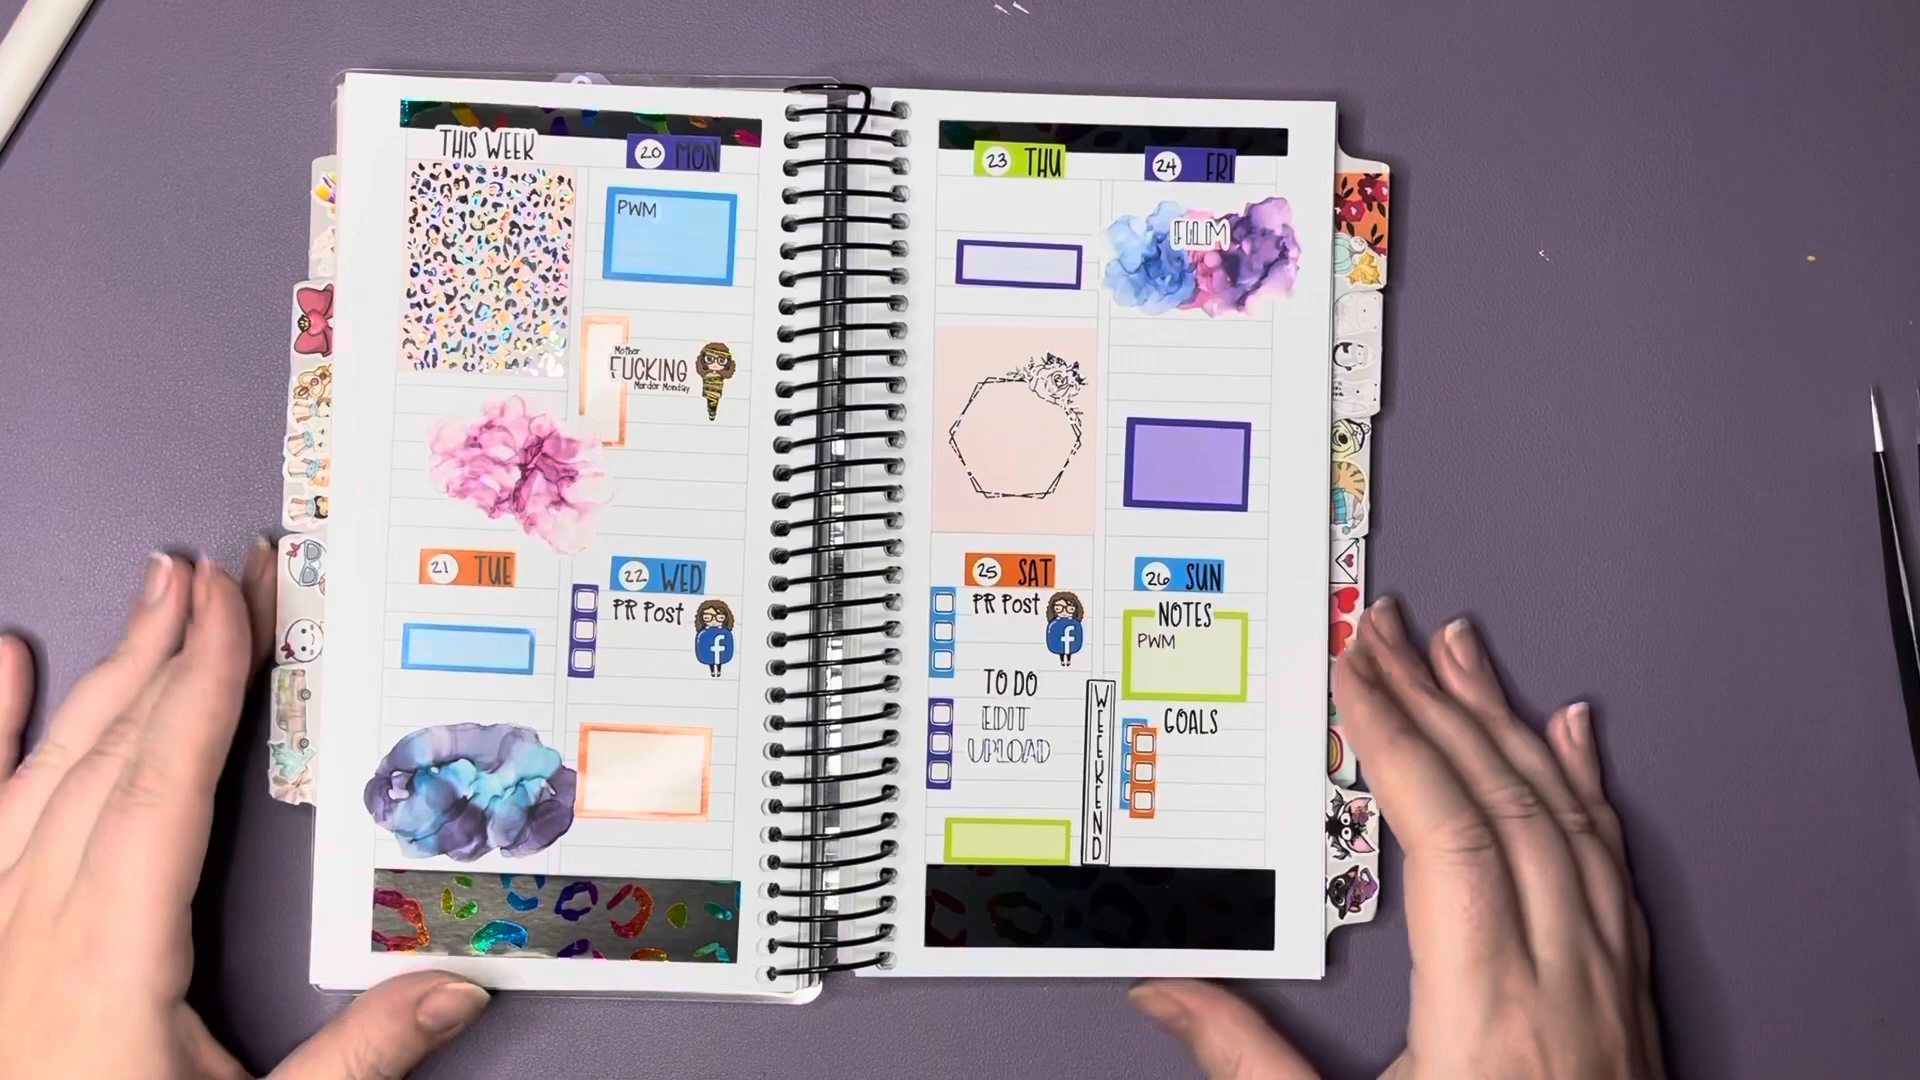 THIS WEEK
20 MON
PWM
Mother
FUCKING
Murder Monday
21 TUE
22 WED
PR Post
f
23 THU
24 FRI
FILM
25 SAT
PR Post
f
TO DO
EDIT
UPLOAD
WEEKEND
26 SUN
NOTES
PWM
GOALS